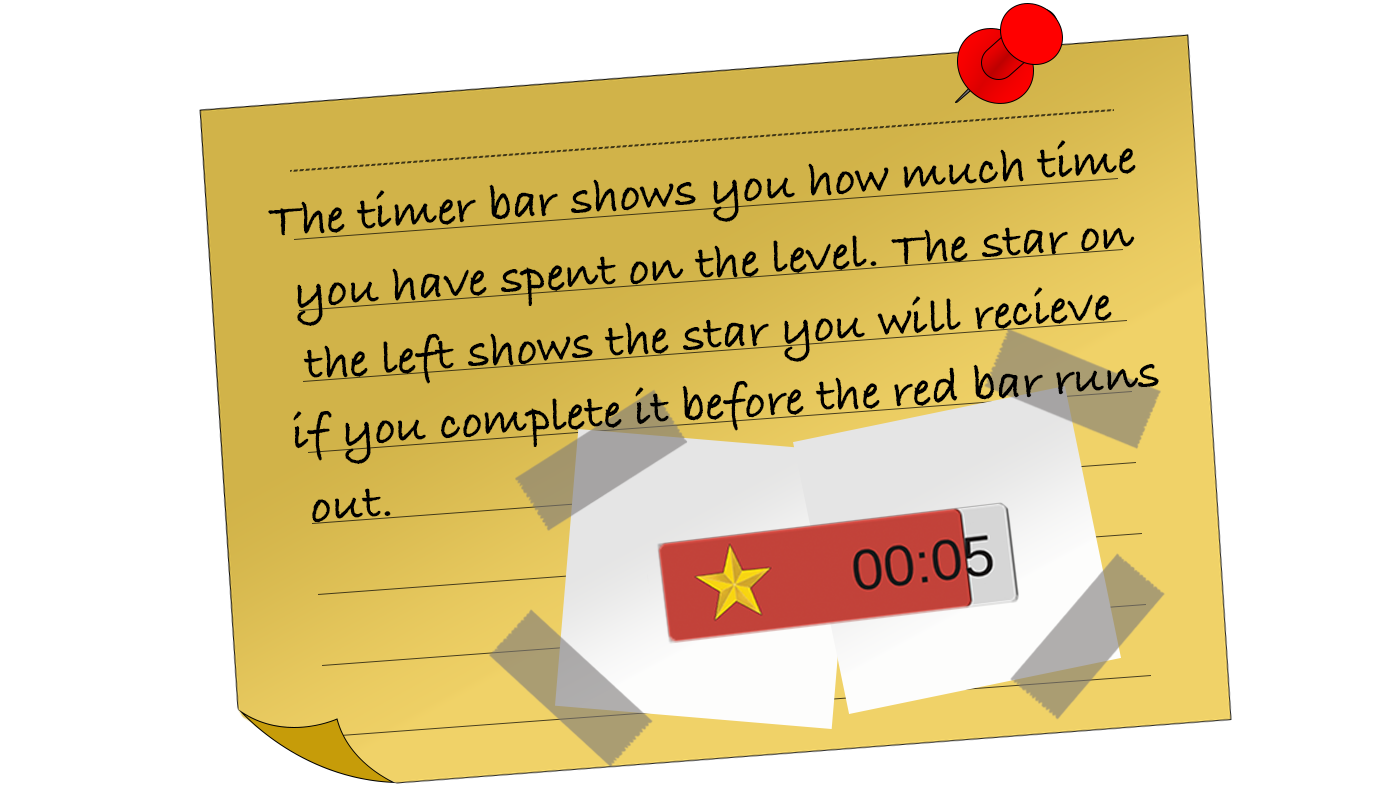 The timer bar shows you how much time
you have spent on the level. The star on
the left shows the star you will recieve
if you complete it before the red bar runs
out.
00:05